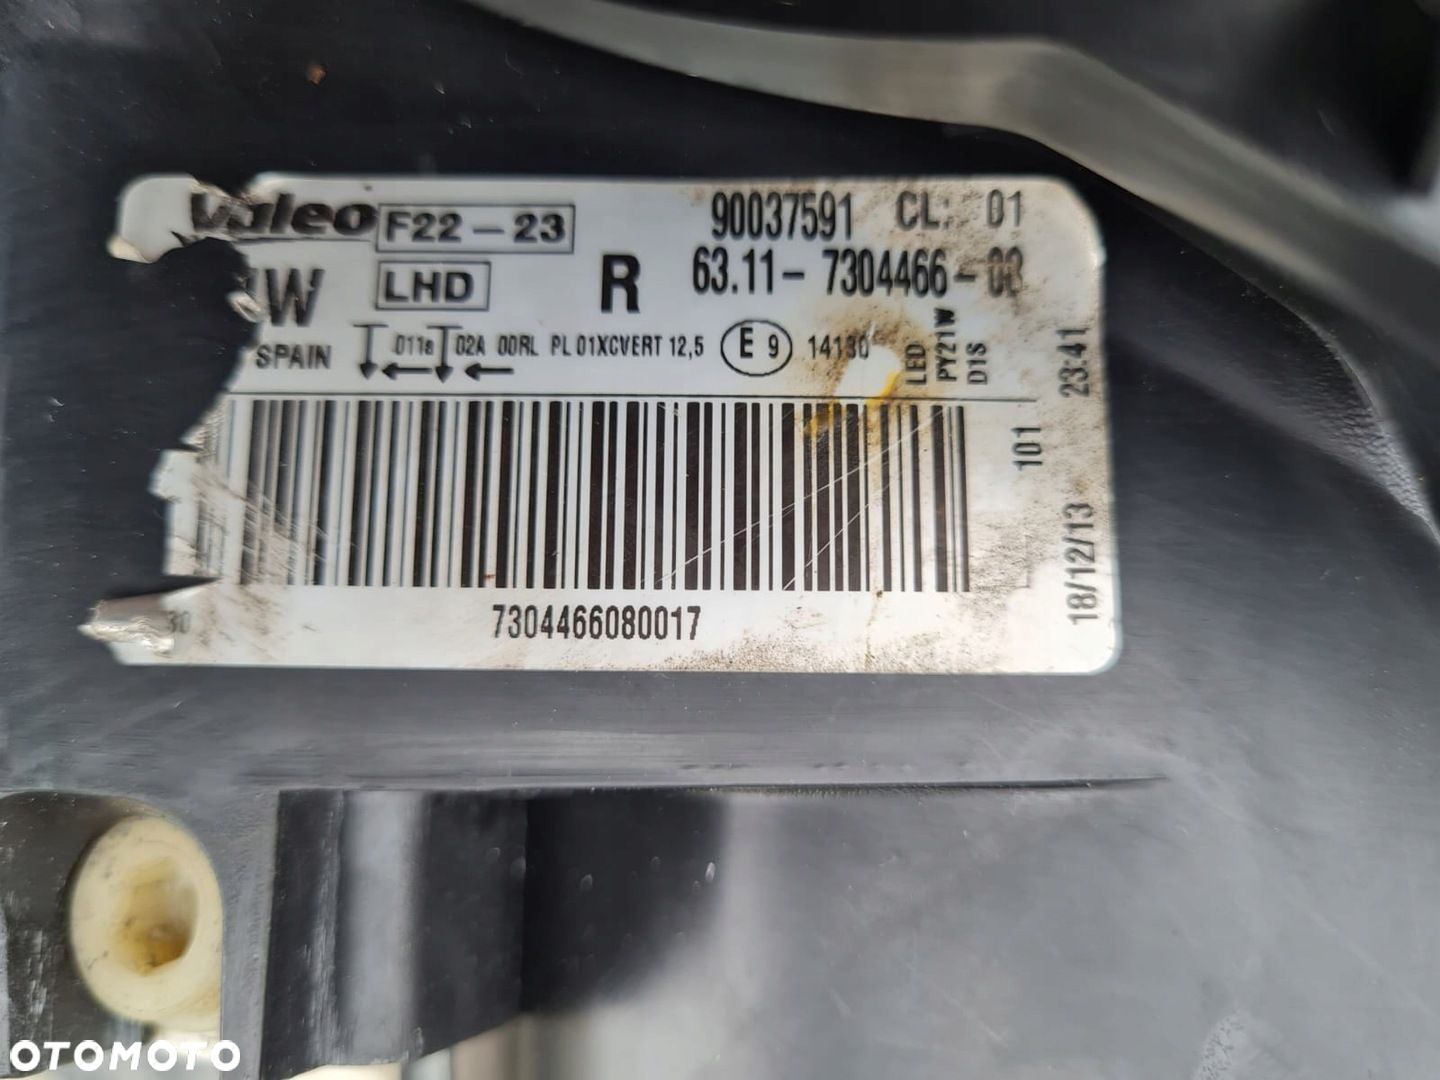 Valeo F22-23 90037591 CL: 01
W LHD R 63.11-7304466-08
SPAIN 011a 02A 00RL PL 01XCVERT 12,5 E 9 14130
LED
PY21W
D1S
101 23:41
18/12/13
30 7304466080017
OTOMOTO